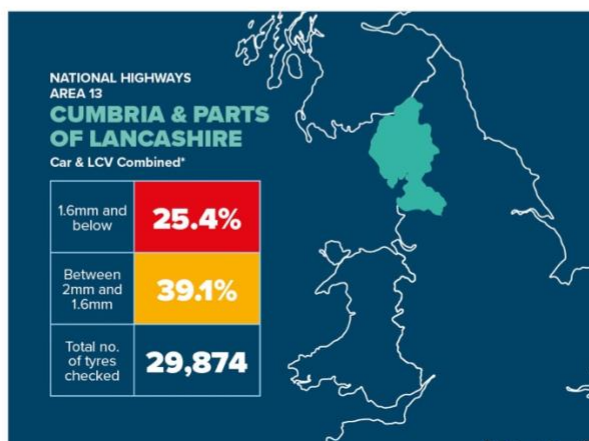 NATIONAL HIGHWAYS
AREA 13
CUMBRIA & PARTS
OF LANCASHIRE
Car & LCV Combined*
1.6mm and
below
25.4%
Between
2mm and
1.6mm
39.1%
Total no.
of tyres
checked
29,874